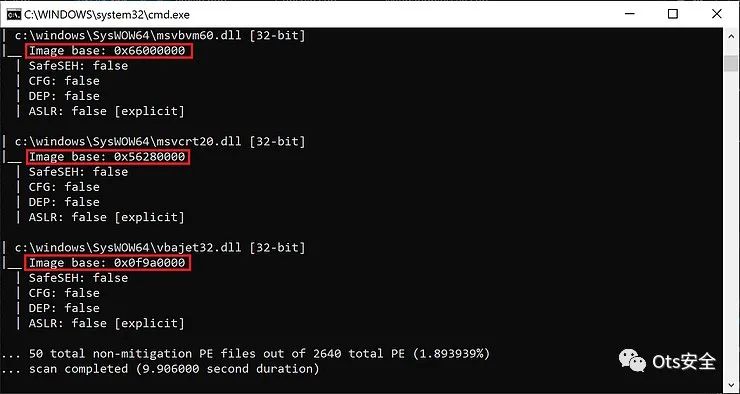 C:\WINDOWS\system32\cmd.exe
| c:\windows\SysWOW64\msvbvm60.dll [32-bit]
|__ Image base: 0x66000000
| SafeSEH: false
| CFG: false
| DEP: false
| ASLR: false [explicit]
| c:\windows\SysWOW64\msvcrt20.dll [32-bit]
|__ Image base: 0x56280000
| SafeSEH: false
| CFG: false
| DEP: false
| ASLR: false [explicit]
| c:\windows\SysWOW64\vbajet32.dll [32-bit]
|__ Image base: 0x0f9a0000
| SafeSEH: false
| CFG: false
| DEP: false
| ASLR: false [explicit]
... 50 total non-mitigation PE files out of 2640 total PE (1.893939%)
... scan completed (9.906000 second duration)
Ots安全